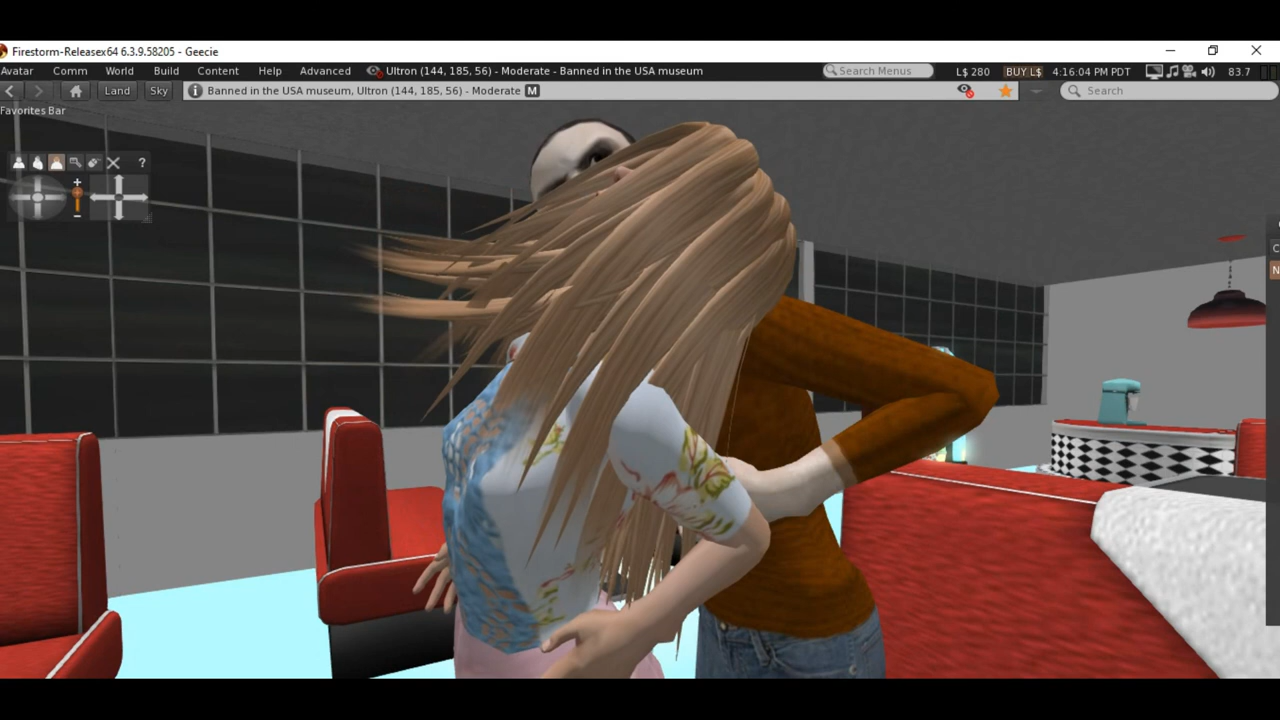 Firestorm-Releasex64 6.3.9.58205 - Geecie
Avatar Comm World Build Content Help Advanced Ultron (144, 185, 56) - Moderate - Banned in the USA museum Search Menus L$ 280 BUY L$ 4:16:04 PM PDT 83.7
Land Sky Banned in the USA museum, Ultron (144, 185, 56) - Moderate M Search
Favorites Bar
?
C
N